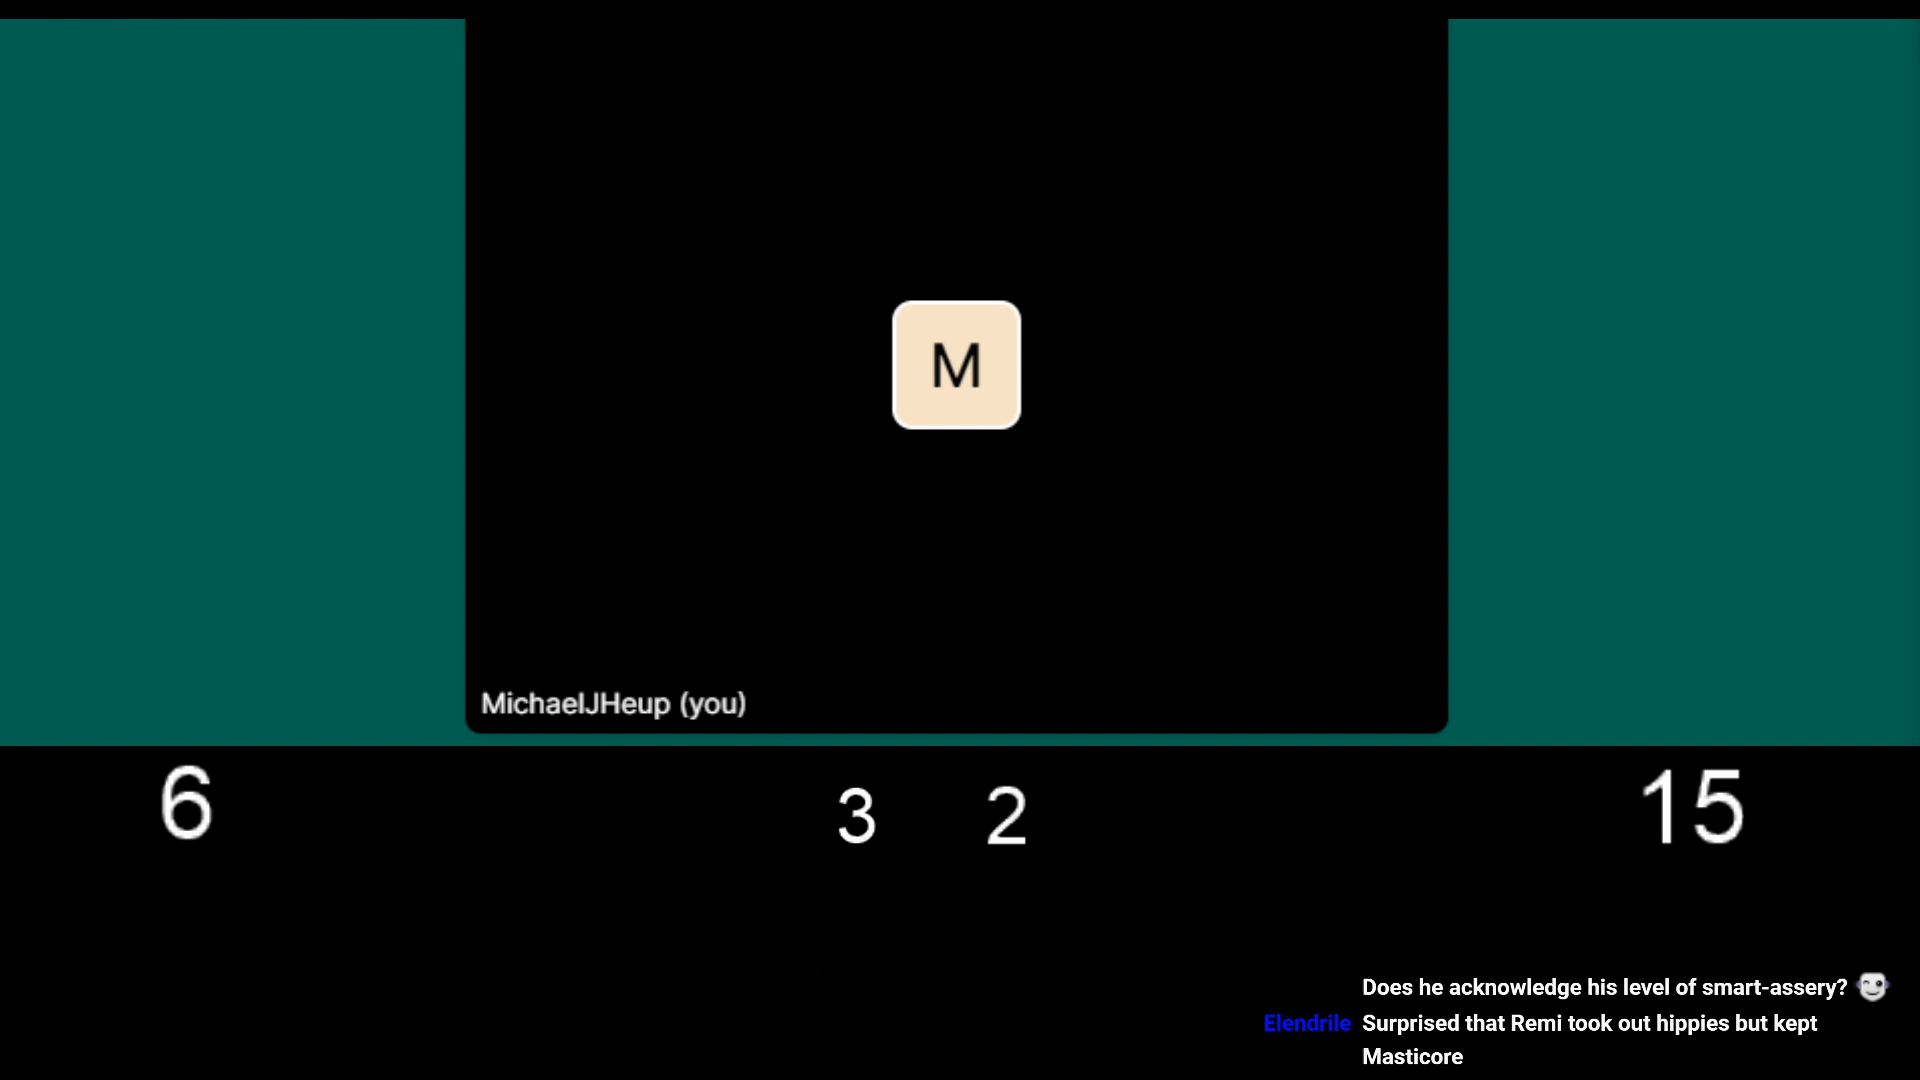 M
MichaelJHeup (you)
6 3 2 15
Does he acknowledge his level of smart-assery?
Elendrile Surprised that Remi took out hippies but kept
Masticore